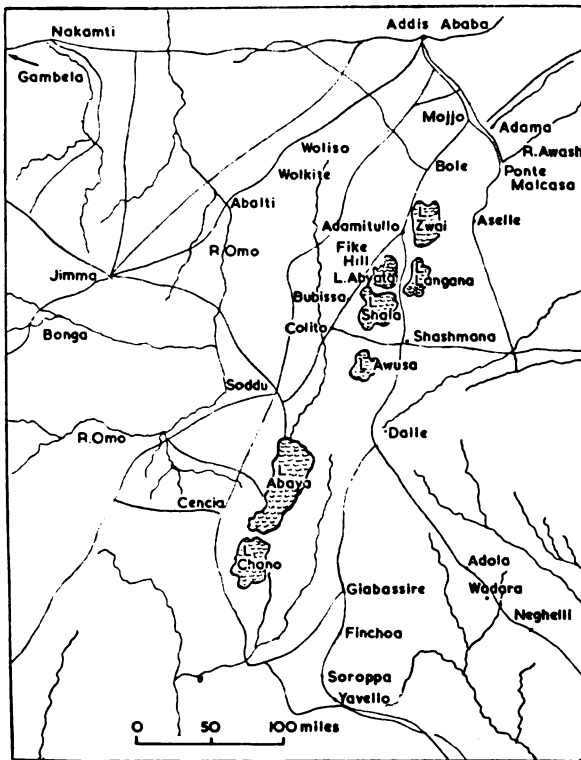 Addis Ababa
Nakamti
Gambela
Mojjo
Adama
R.Awash
Ponte
Malcasa
Woliso
Wolkite
Bole
Abalti
L
Zwai
Aselle
Adamitullo
R.Omo
Fike
Hill
L.Abyata
L
Langana
Jimma
Bubissa
L
Shala
Colito
Shashmana
Bonga
L Awusa
Soddu
R.Omo
Dalle
L
Abaya
Cencia
L
Chano
Adola
Wadara
Giabassire
Neghelli
Finchoa
Soroppa
Yavello
0 50 100 miles